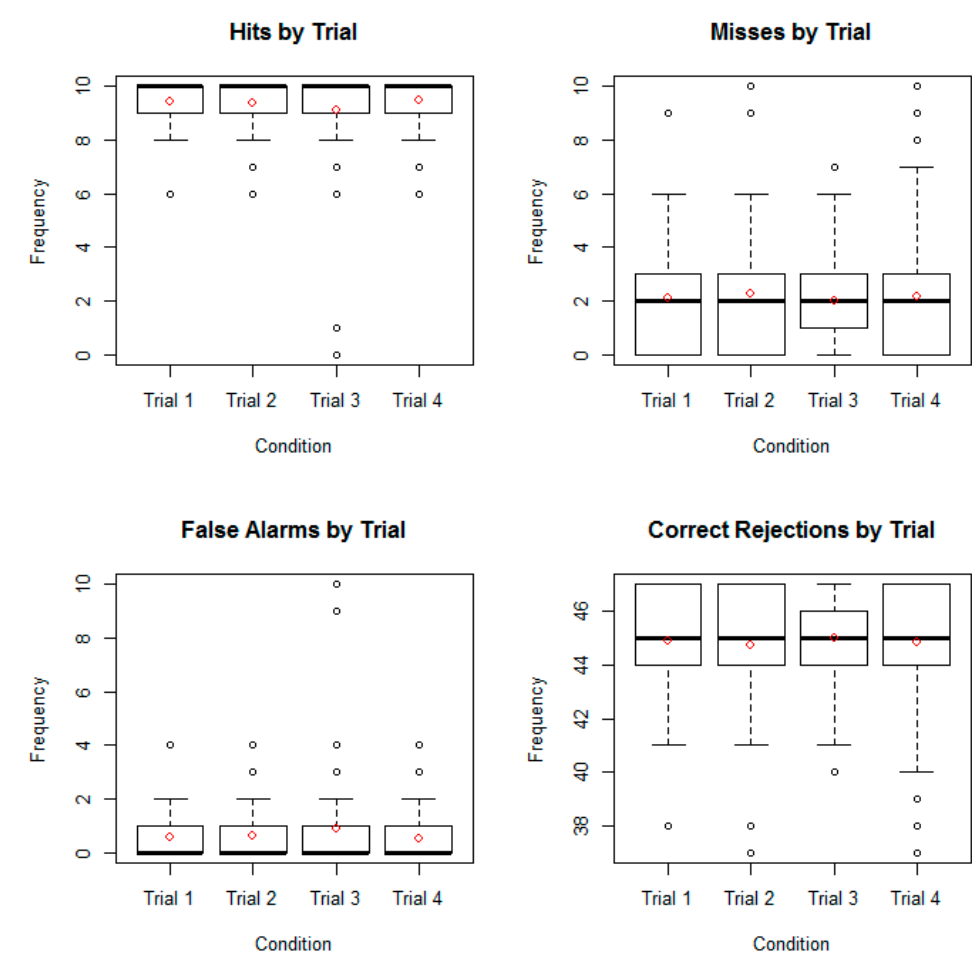 Hits by Trial
Frequency
10
8
6
4
2
0
Trial 1 Trial 2 Trial 3 Trial 4
Condition
Misses by Trial
Frequency
10
8
6
4
2
0
Trial 1 Trial 2 Trial 3 Trial 4
Condition
False Alarms by Trial
Frequency
10
8
6
4
2
0
Trial 1 Trial 2 Trial 3 Trial 4
Condition
Correct Rejections by Trial
Frequency
46
44
42
40
38
Trial 1 Trial 2 Trial 3 Trial 4
Condition